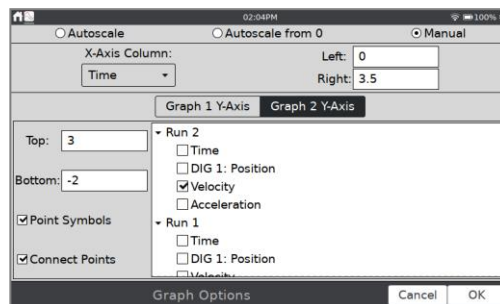 02:04PM
100%
Autoscale
Autoscale from 0
Manual
X-Axis Column:
Time
Left: 0
Right: 3.5
Graph 1 Y-Axis
Graph 2 Y-Axis
Top: 3
Bottom: -2
Point Symbols
Connect Points
Run 2
Time
DIG 1: Position
Velocity
Acceleration
Run 1
Time
DIG 1: Position
Velocity
Graph Options
Cancel
OK